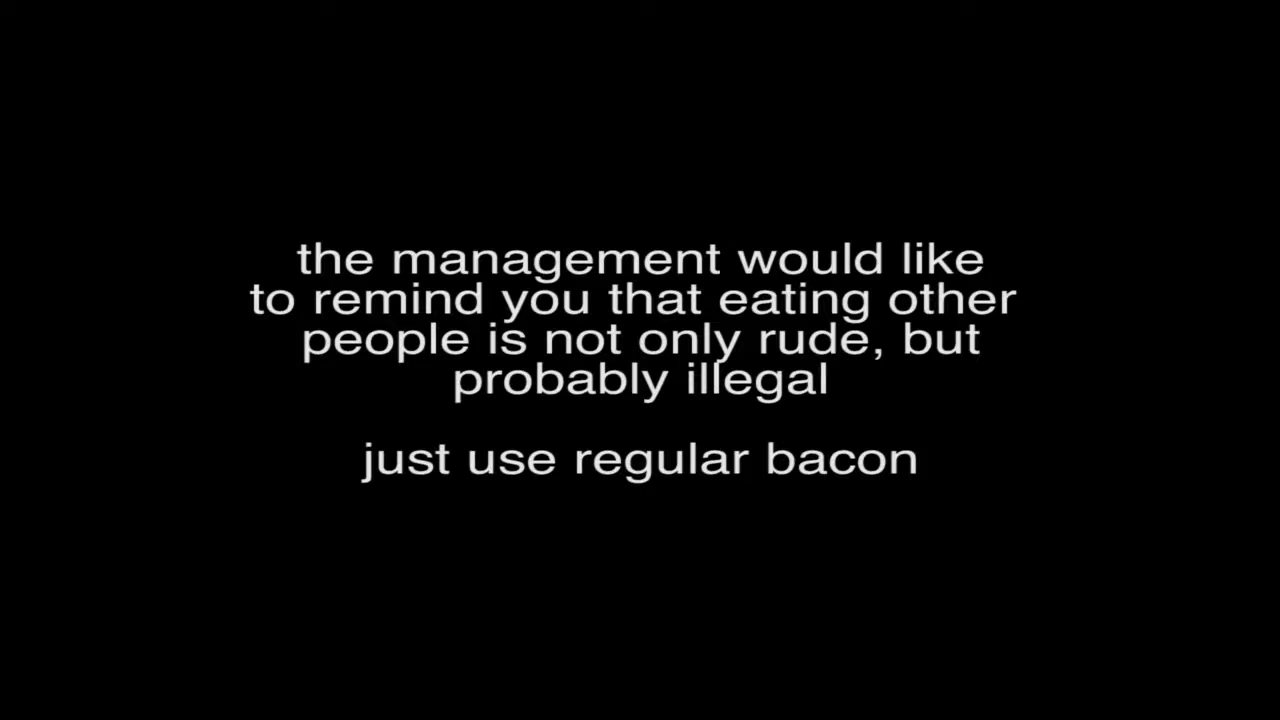 the management would like
to remind you that eating other
people is not only rude, but
probably illegal
just use regular bacon